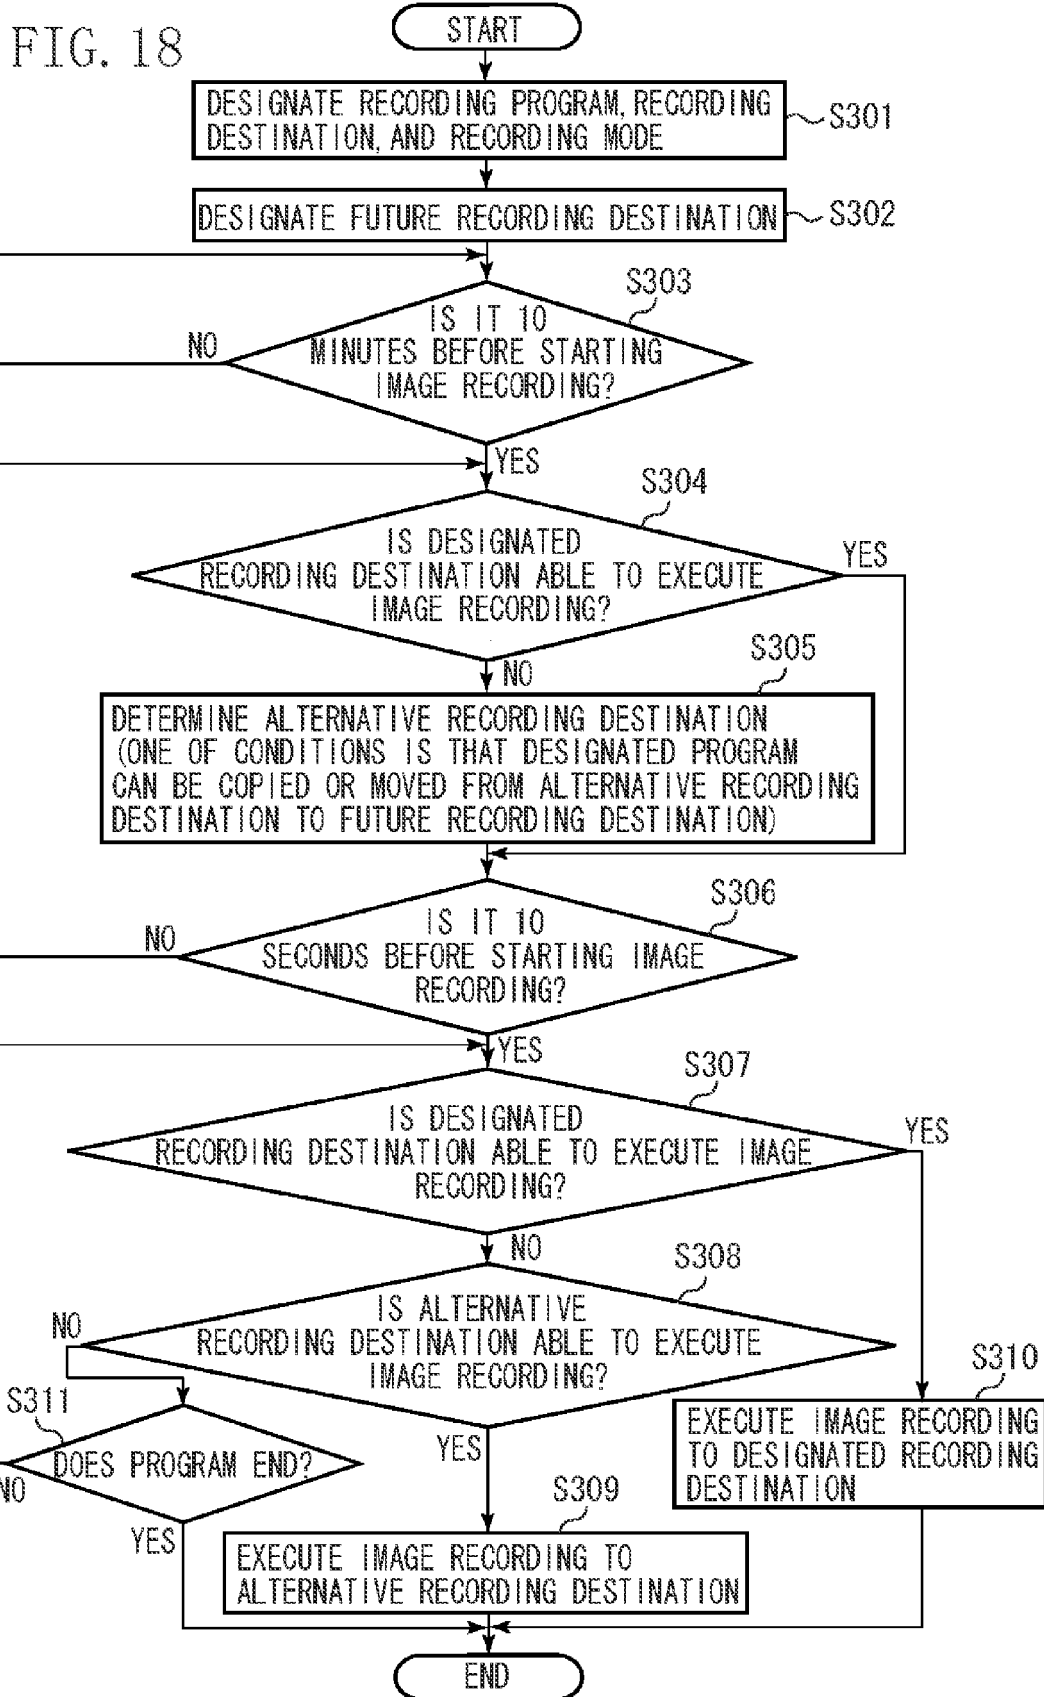 FIG. 18
START
DESIGNATE RECORDING PROGRAM, RECORDING
DESTINATION, AND RECORDING MODE
S301
DESIGNATE FUTURE RECORDING DESTINATION
S302
S303
IS IT 10
MINUTES BEFORE STARTING
IMAGE RECORDING?
NO
YES
S304
IS DESIGNATED
RECORDING DESTINATION ABLE TO EXECUTE
IMAGE RECORDING?
YES
NO
S305
DETERMINE ALTERNATIVE RECORDING DESTINATION
(ONE OF CONDITIONS IS THAT DESIGNATED PROGRAM
CAN BE COPIED OR MOVED FROM ALTERNATIVE RECORDING
DESTINATION TO FUTURE RECORDING DESTINATION)
S306
IS IT 10
SECONDS BEFORE STARTING IMAGE
RECORDING?
NO
YES
S307
IS DESIGNATED
RECORDING DESTINATION ABLE TO EXECUTE IMAGE
RECORDING?
YES
NO
S308
IS ALTERNATIVE
RECORDING DESTINATION ABLE TO EXECUTE
IMAGE RECORDING?
NO
YES
S310
EXECUTE IMAGE RECORDING
TO DESIGNATED RECORDING
DESTINATION
S311
DOES PROGRAM END?
NO
YES
S309
EXECUTE IMAGE RECORDING TO
ALTERNATIVE RECORDING DESTINATION
END